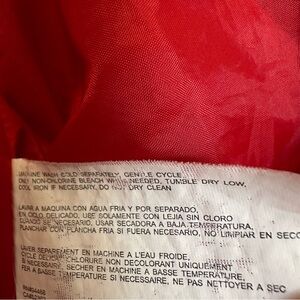 MACHINE WASH COLD SEPARATELY, GENTLE CYCLE
ONLY NON-CHLORINE BLEACH WHEN NEEDED, TUMBLE DRY LOW,
COOL IRON IF NECESSARY, DO NOT DRY CLEAN
LAVAR A MAQUINA CON AGUA FRIA Y POR SEPARADO,
EN CICLO DELICADO, USE SOLAMENTE CON LEJIA SIN CLORO
CUANDO SE NECESARIO, USAR SECADORA A BAJA TEMPERATURA,
PLANCHAR CON PLANCHA FRIA SI FUERA NECESARIO, NO LIMPIAR EN SECO
LAVER SEPAREMENT EN MACHINE A L'EAU FROIDE,
CYCLE CHLORURE NON DECOLORANT UNIQUEMENT
SI NECESSAIRE, SECHER EN MACHINE A BASSE TEMPERATURE,
FER A BASSE TEMPERATURE SI NECESSAIRE, NE PAS NETTOYER A SEC